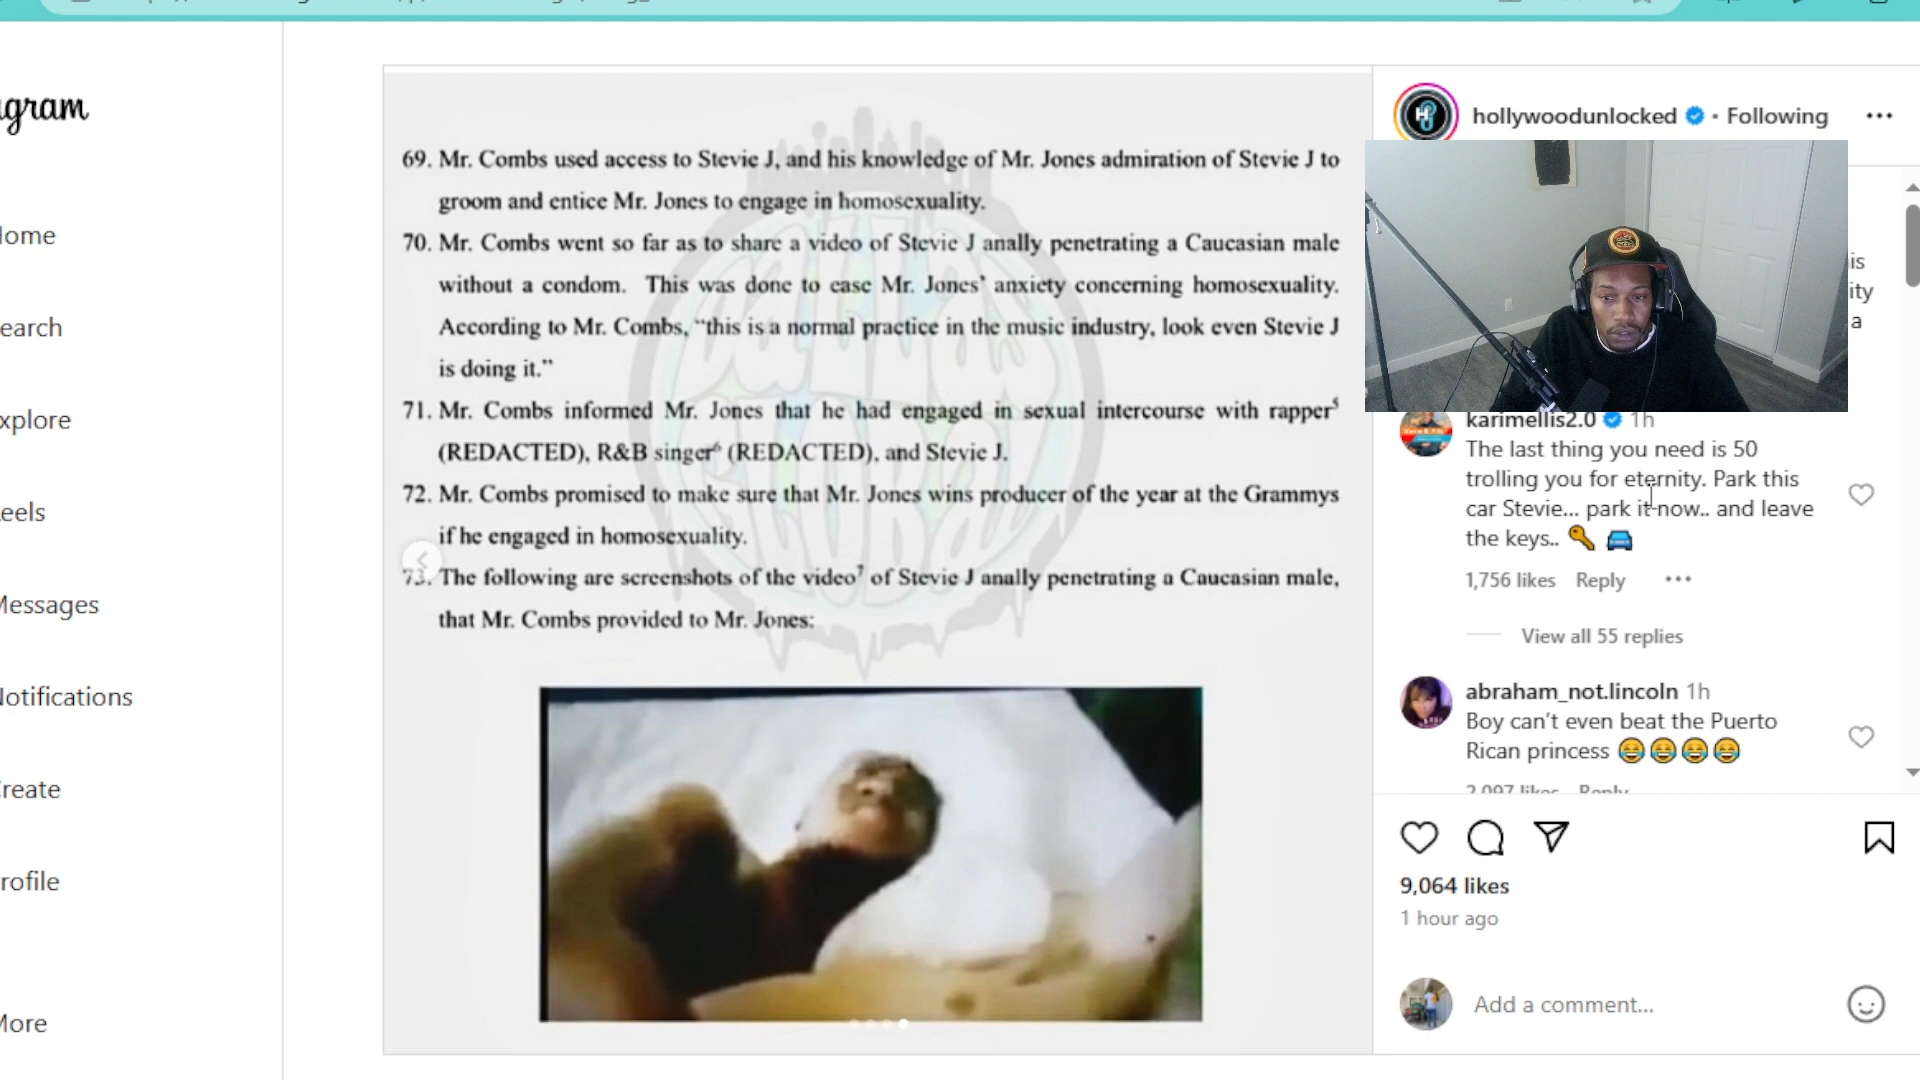 agram
ome
earch
xplore
eels
Messages
Notifications
reate
rofile
More
69. Mr. Combs used access to Stevie J, and his knowledge of Mr. Jones admiration of Stevie J to
groom and entice Mr. Jones to engage in homosexuality.
70. Mr. Combs went so far as to share a video of Stevie J anally penetrating a Caucasian male
without a condom. This was done to ease Mr. Jones' anxiety concerning homosexuality.
According to Mr. Combs, "this is a normal practice in the music industry, look even Stevie J
is doing it."
71. Mr. Combs informed Mr. Jones that he had engaged in sexual intercourse with rapper⁵
(REDACTED), R&B singer⁶ (REDACTED), and Stevie J.
72. Mr. Combs promised to make sure that Mr. Jones wins producer of the year at the Grammys
if he engaged in homosexuality.
73. The following are screenshots of the video⁷ of Stevie J anally penetrating a Caucasian male,
that Mr. Combs provided to Mr. Jones:
hollywoodunlocked • Following
is
ity
a
karimellis2.0 1h
The last thing you need is 50
trolling you for eternity. Park this
car Stevie... park it now.. and leave
the keys.. 🔑 🚘
1,756 likes Reply
View all 55 replies
abraham_not.lincoln 1h
Boy can't even beat the Puerto
Rican princess 😂😂😂😂
2,097 likes Reply
9,064 likes
1 hour ago
Add a comment...